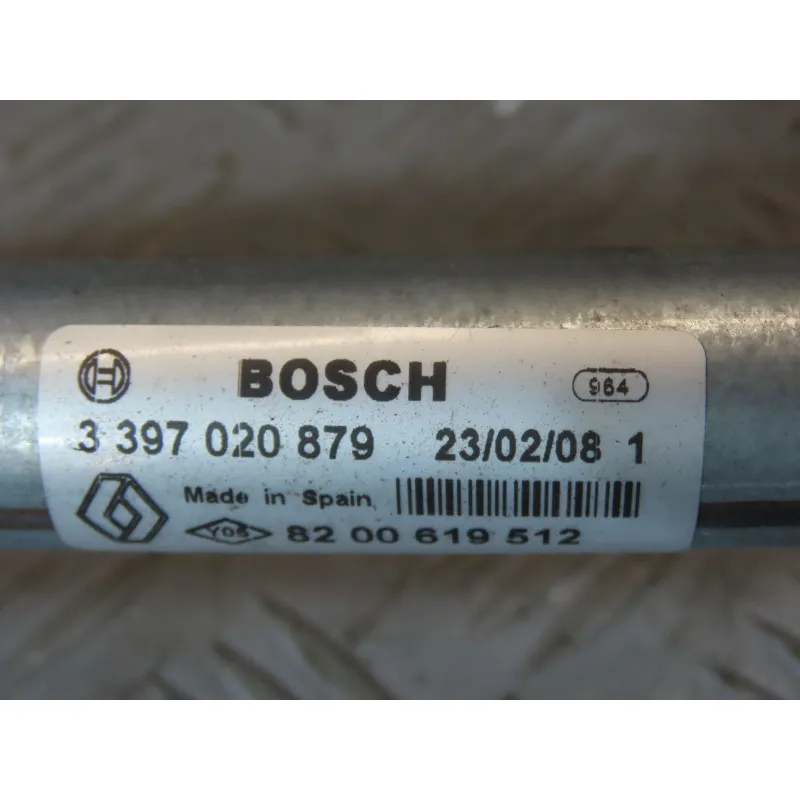 BOSCH 964
3 397 020 879 23/02/08 1
Made in Spain
Y05 82 00 619 512